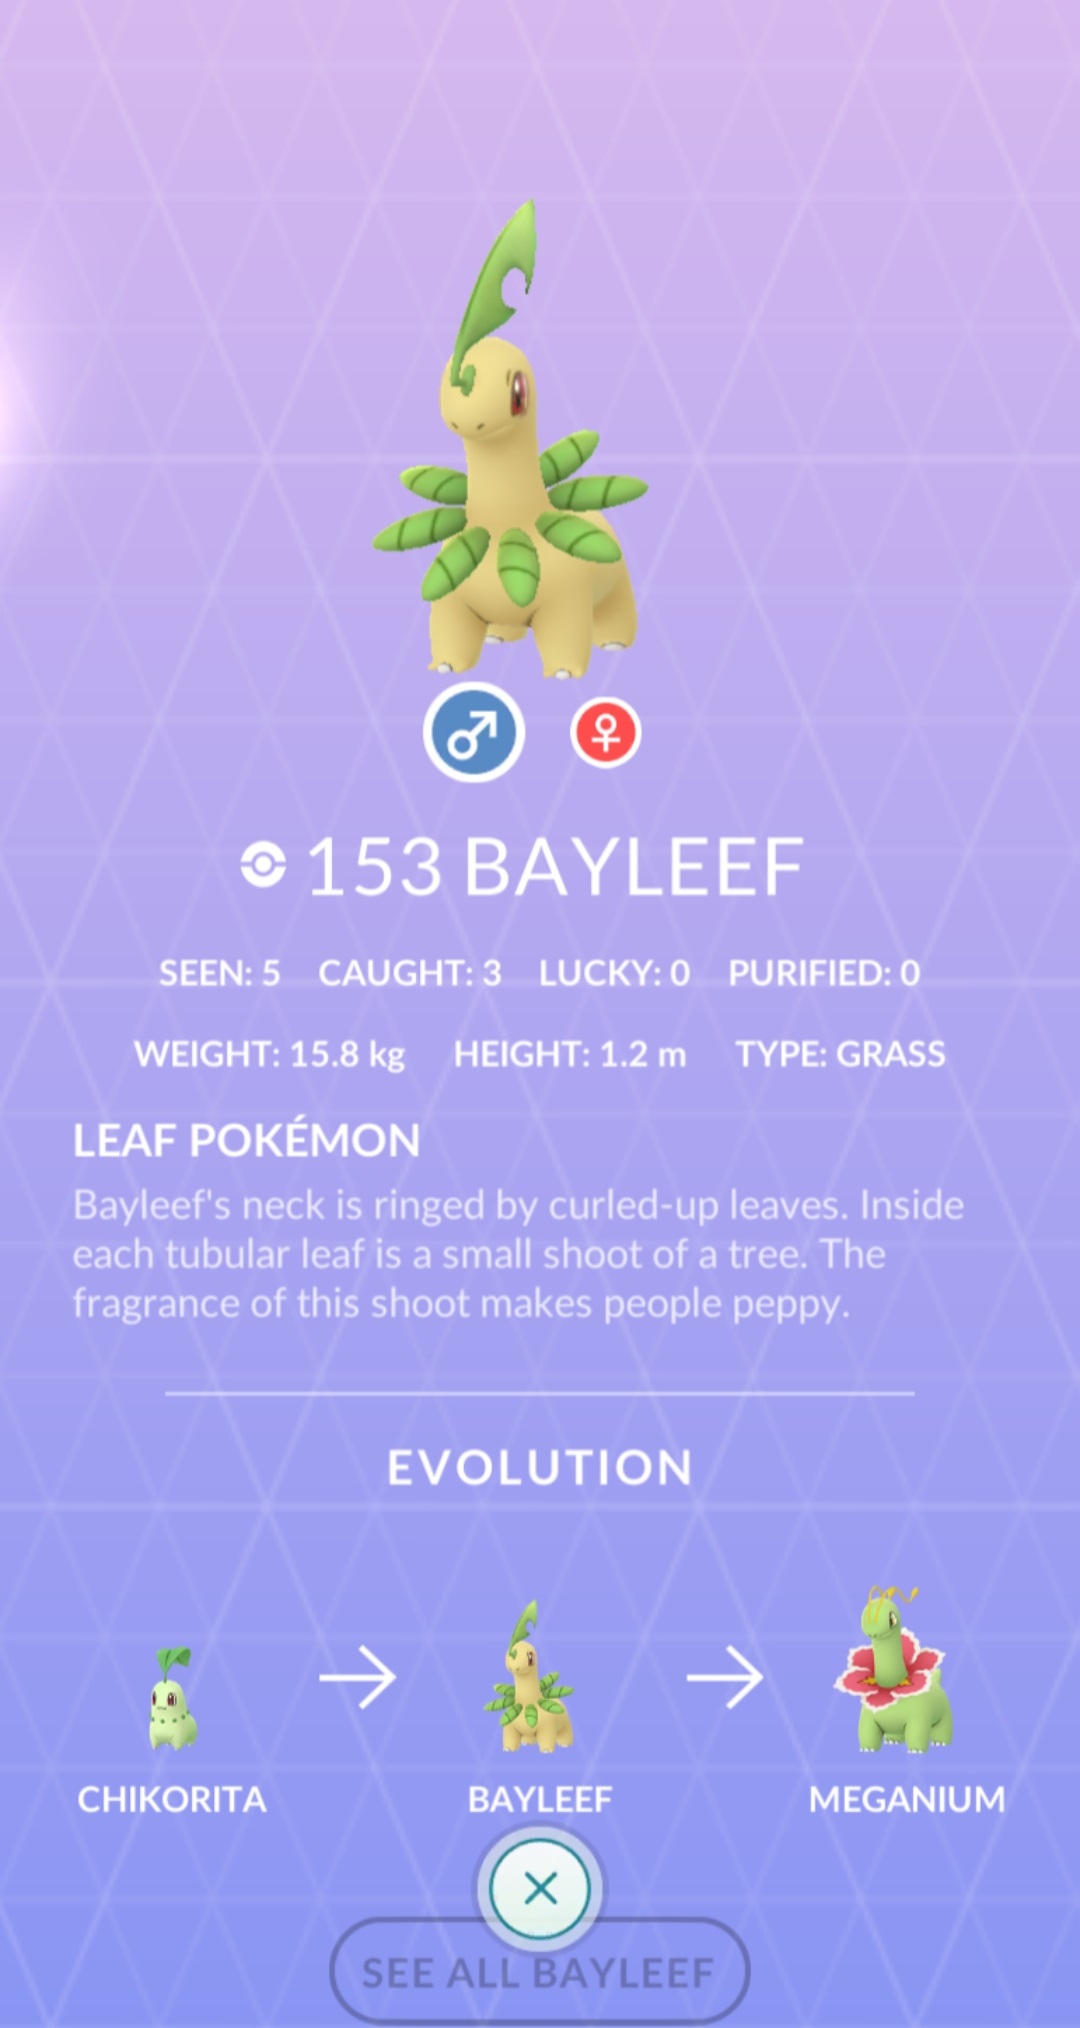 153 BAYLEEF
SEEN: 5 CAUGHT: 3 LUCKY: 0 PURIFIED: 0
WEIGHT: 15.8 kg HEIGHT: 1.2 m TYPE: GRASS
LEAF POKÉMON
Bayleef's neck is ringed by curled-up leaves. Inside
each tubular leaf is a small shoot of a tree. The
fragrance of this shoot makes people peppy.
EVOLUTION
CHIKORITA BAYLEEF MEGANIUM
SEE ALL BAYLEEF